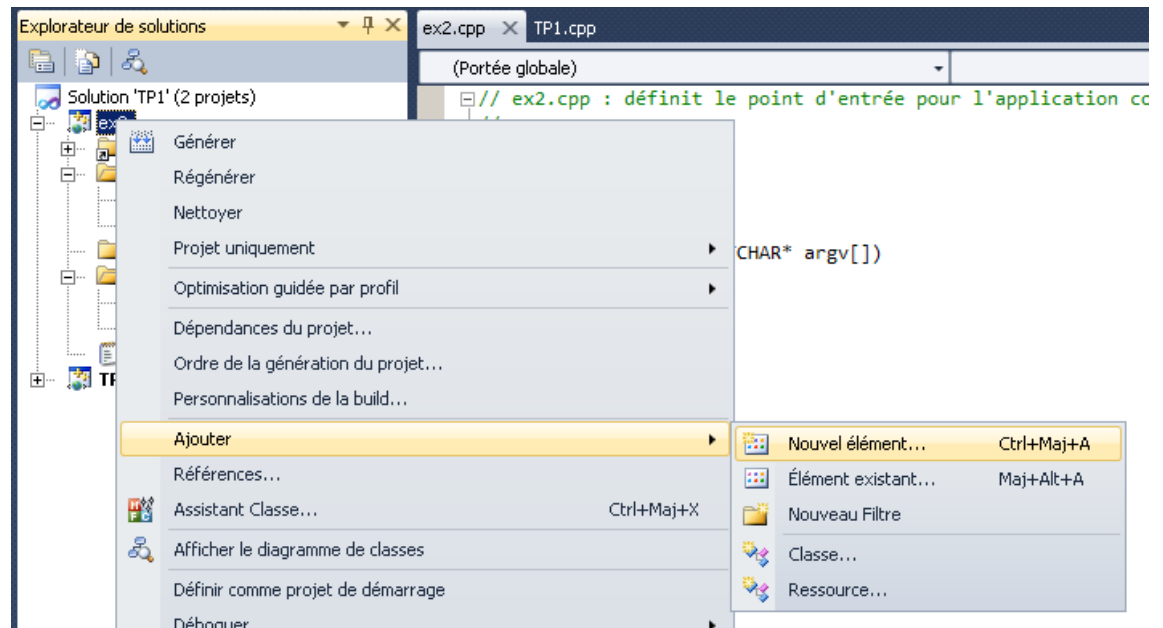 Explorateur de solutions
ex2.cpp TP1.cpp
(Portée globale)
Solution 'TP1' (2 projets)
// ex2.cpp : définit le point d'entrée pour l'application co
//
CHAR* argv[])
Générer
Régénérer
Nettoyer
Projet uniquement
Optimisation guidée par profil
Dépendances du projet...
Ordre de la génération du projet...
Personnalisations de la build...
Ajouter
Références...
Assistant Classe... Ctrl+Maj+X
Afficher le diagramme de classes
Définir comme projet de démarrage
Déboguer
Nouvel élément... Ctrl+Maj+A
Élément existant... Maj+Alt+A
Nouveau Filtre
Classe...
Ressource...